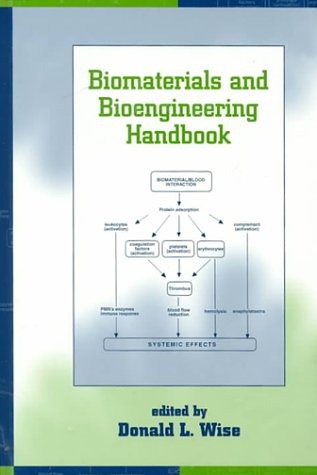 Biomaterials and
Bioengineering
Handbook
BIOMATERIAL/BLOOD
INTERACTION
Protein adsorption
leukocytes
(activation)
complement
(activation)
coagulation
factors
(activation)
platelets
(activation)
erythrocytes
Thrombus
PMN's enzymes
immune response
blood flow
reduction
hemolysis
anaphylatoxins
SYSTEMIC EFFECTS
edited by
Donald L. Wise